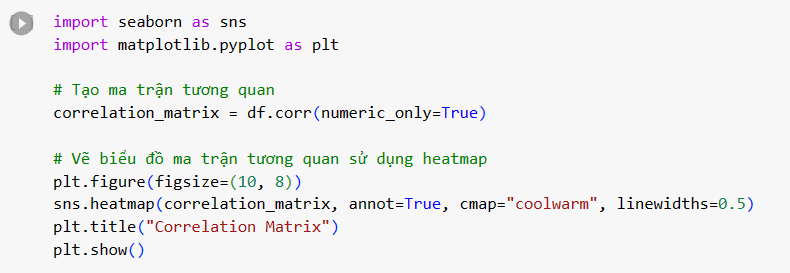 import seaborn as sns
import matplotlib.pyplot as plt
# Tạo ma trận tương quan
correlation_matrix = df.corr(numeric_only=True)
# Vẽ biểu đồ ma trận tương quan sử dụng heatmap
plt.figure(figsize=(10, 8))
sns.heatmap(correlation_matrix, annot=True, cmap="coolwarm", linewidths=0.5)
plt.title("Correlation Matrix")
plt.show()